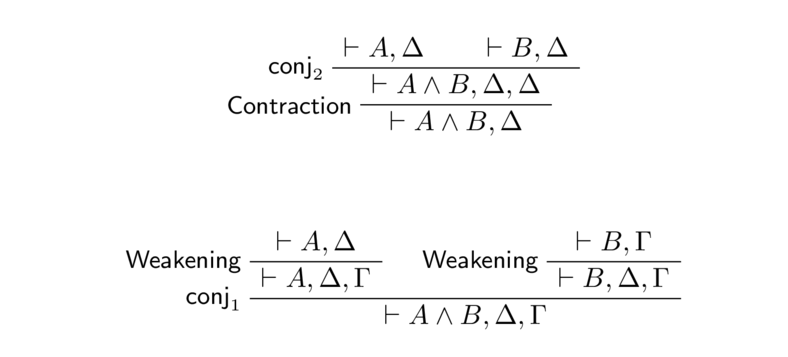 ⊢ A, Δ ⊢ B, Δ
conj₂
⊢ A ∧ B, Δ, Δ
Contraction
⊢ A ∧ B, Δ
⊢ A, Δ ⊢ B, Γ
Weakening Weakening
⊢ A, Δ, Γ ⊢ B, Δ, Γ
conj₁
⊢ A ∧ B, Δ, Γ